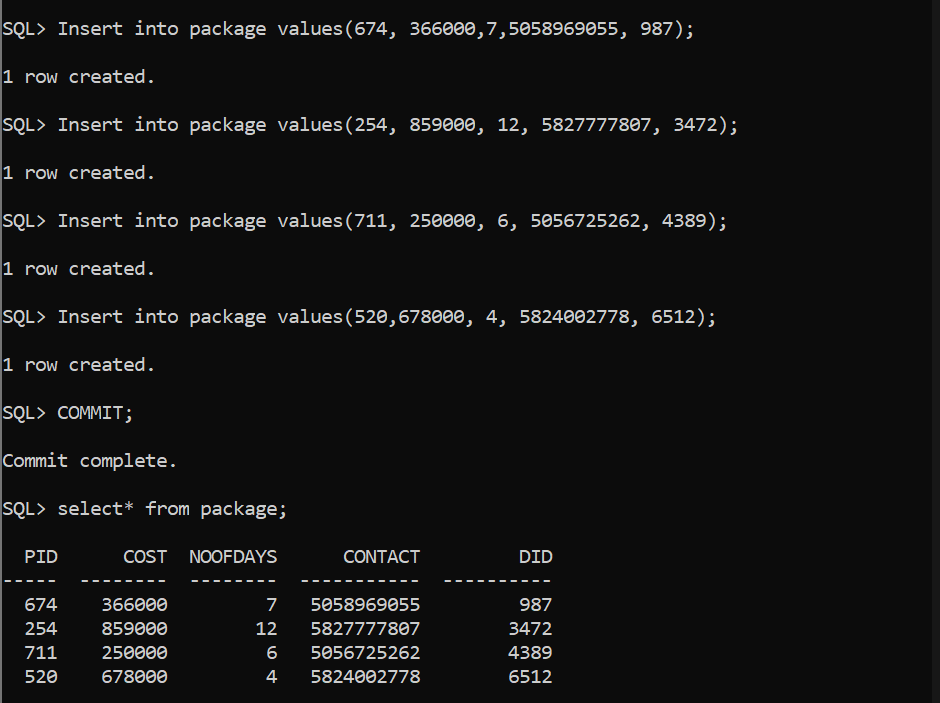 SQL> Insert into package values(674, 366000,7,5058969055, 987);
1 row created.
SQL> Insert into package values(254, 859000, 12, 5827777807, 3472);
1 row created.
SQL> Insert into package values(711, 250000, 6, 5056725262, 4389);
1 row created.
SQL> Insert into package values(520,678000, 4, 5824002778, 6512);
1 row created.
SQL> COMMIT;
Commit complete.
SQL> select* from package;
  PID      COST  NOOFDAYS      CONTACT         DID
-----  --------  --------  -----------  ----------
  674    366000         7   5058969055         987
  254    859000        12   5827777807        3472
  711    250000         6   5056725262        4389
  520    678000         4   5824002778        6512